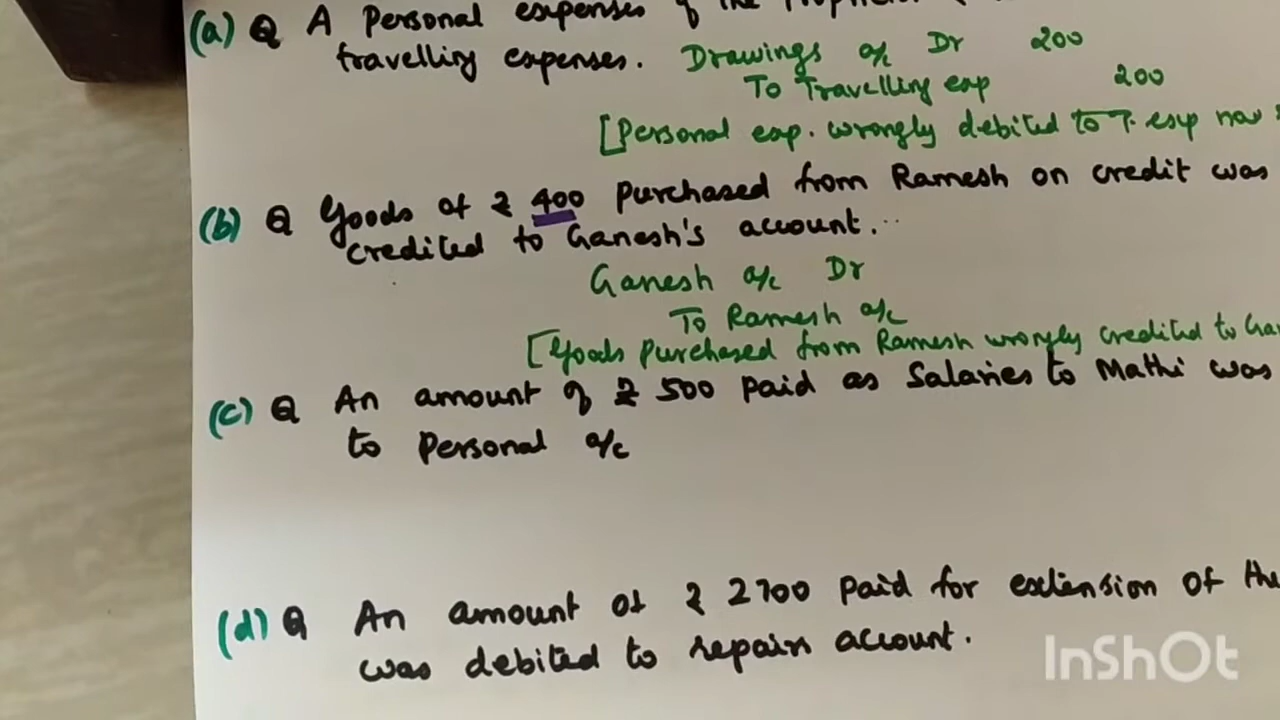 (a) Q A Personal expenses of the
travelling expenses. Drawings a/c Dr 200
To Travelling exp 200
[Personal exp. wrongly debited to T. exp now
(b) Q Goods of ₹ 400 purchased from Ramesh on credit was
credited to Ganesh's account.
Ganesh a/c Dr
To Ramesh a/c
[Goods purchased from Ramesh wrongly credited to Gan
(c) Q An amount of ₹ 500 paid as Salaries to Mathi was
to Personal a/c
(d) Q An amount of ₹ 2700 paid for extension of the
was debited to repairs account.
InShOt